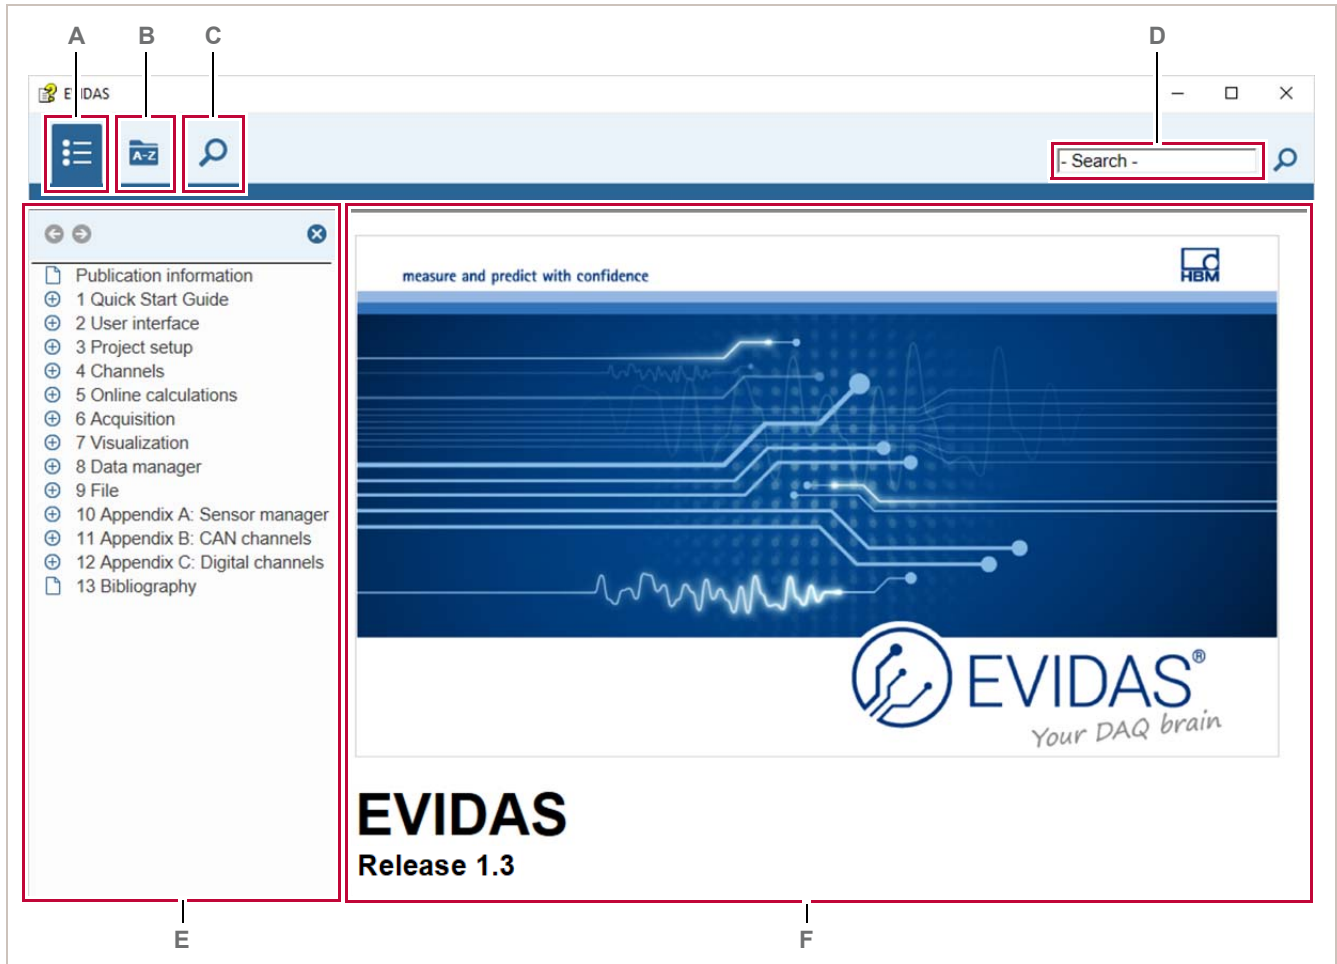 A B C D
EVIDAS
A-Z
- Search -
Publication information
1 Quick Start Guide
2 User interface
3 Project setup
4 Channels
5 Online calculations
6 Acquisition
7 Visualization
8 Data manager
9 File
10 Appendix A: Sensor manager
11 Appendix B: CAN channels
12 Appendix C: Digital channels
13 Bibliography
measure and predict with confidence
HBM
EVIDAS®
Your DAQ brain
EVIDAS
Release 1.3
E F